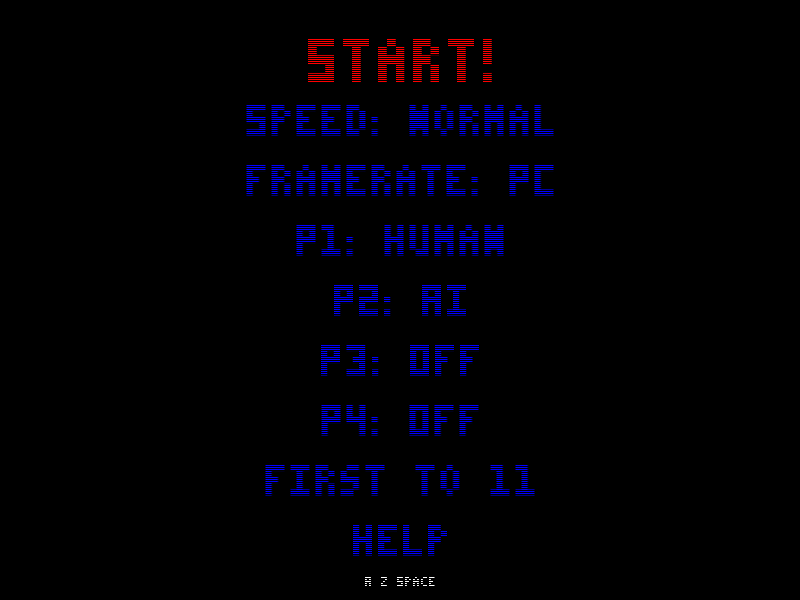 START!
SPEED: NORMAL
FRAMERATE: PC
P1: HUMAN
P2: AI
P3: OFF
P4: OFF
FIRST TO 11
HELP
A Z SPACE